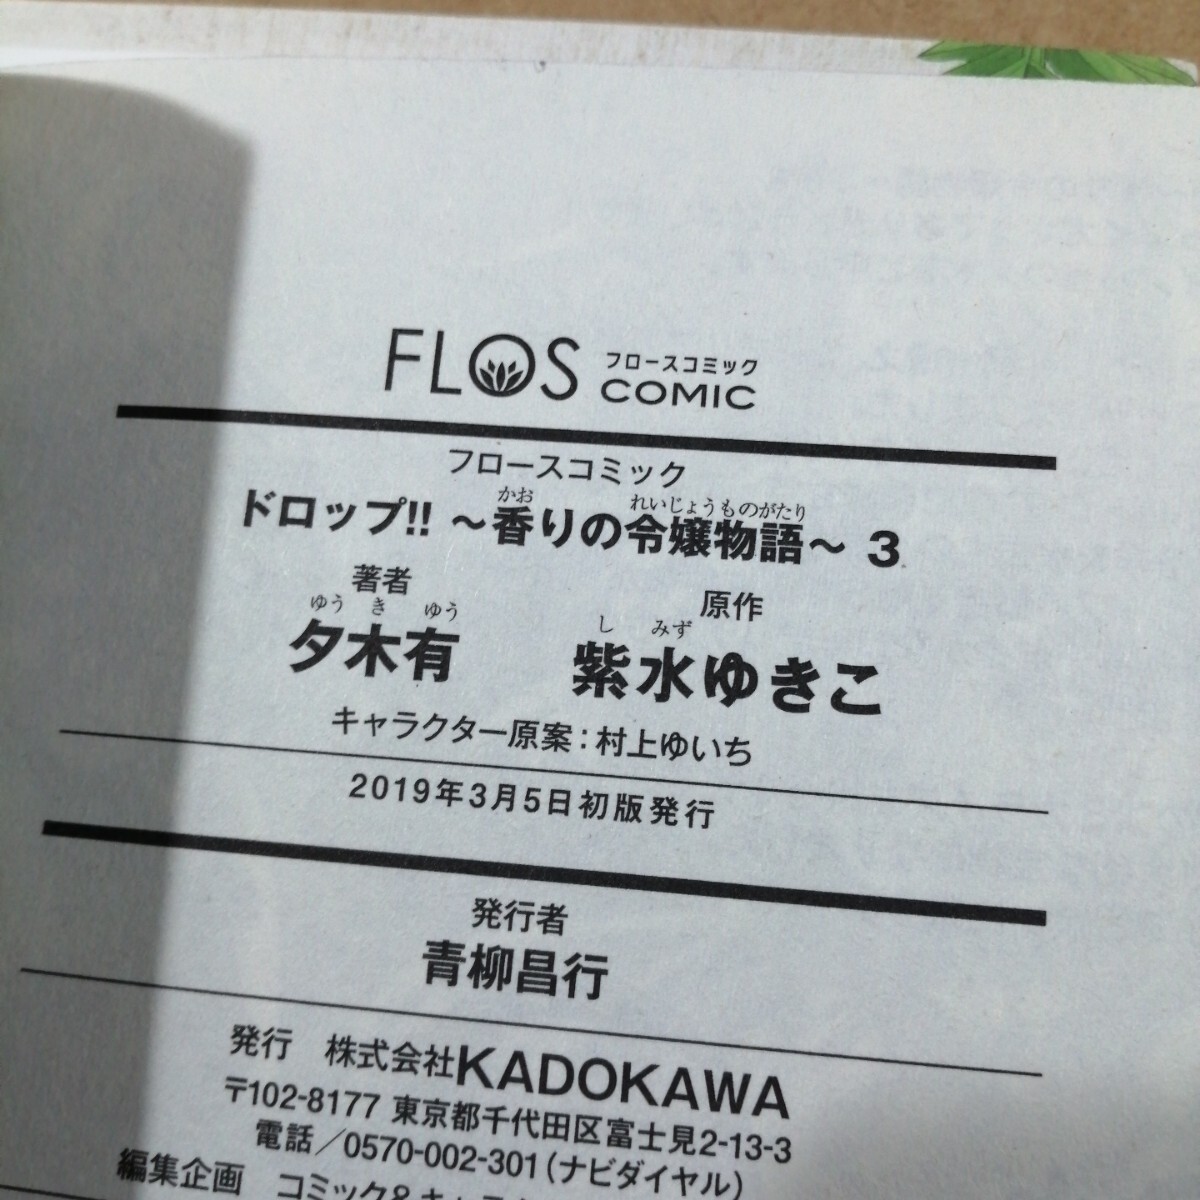 FLOS フロースコミック COMIC
フロースコミック
かお れいじょうものがたり
ドロップ!! ～香りの令嬢物語～ 3
著者 原作
ゆう き ゆう し みず
夕木有 紫水ゆきこ
キャラクター原案：村上ゆいち
2019年3月5日初版発行
発行者
青柳昌行
発行 株式会社KADOKAWA
〒102-8177 東京都千代田区富士見2-13-3
電話／0570-002-301（ナビダイヤル）
編集企画 コミック&キャラ